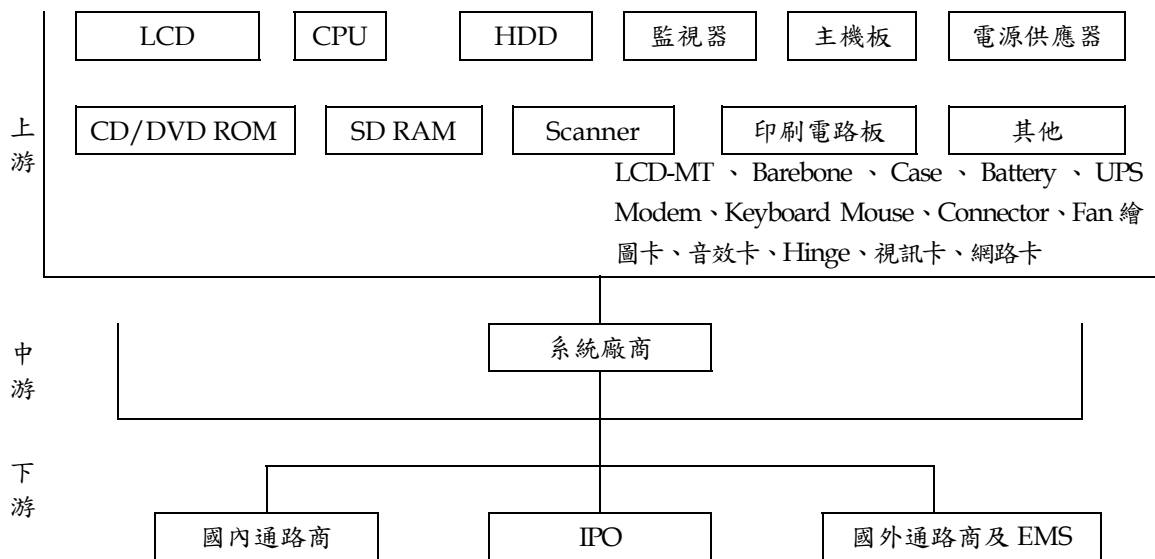 LCD CPU HDD 監視器 主機板 電源供應器
上游
CD/DVD ROM SD RAM Scanner 印刷電路板 其他
LCD-MT 、 Barebone 、 Case 、 Battery 、 UPS
Modem、Keyboard Mouse、Connector、Fan 繪
圖卡、音效卡、Hinge、視訊卡、網路卡
中游
系統廠商
下游
國內通路商 IPO 國外通路商及 EMS